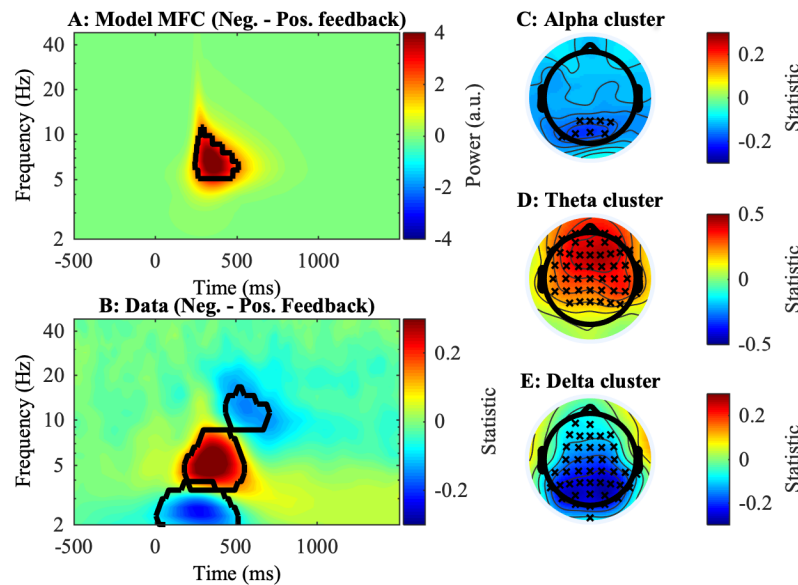 A: Model MFC (Neg. - Pos. feedback)
Frequency (Hz)
40
20
10
5
2
-500 0 500 1000
Time (ms)
4
2
0
-2
-4
Power (a.u.)
B: Data (Neg. - Pos. Feedback)
Frequency (Hz)
40
20
10
5
2
-500 0 500 1000
Time (ms)
0.2
0
-0.2
Statistic
C: Alpha cluster
0.2
0
-0.2
Statistic
D: Theta cluster
0.5
0
-0.5
Statistic
E: Delta cluster
0.2
0
-0.2
Statistic